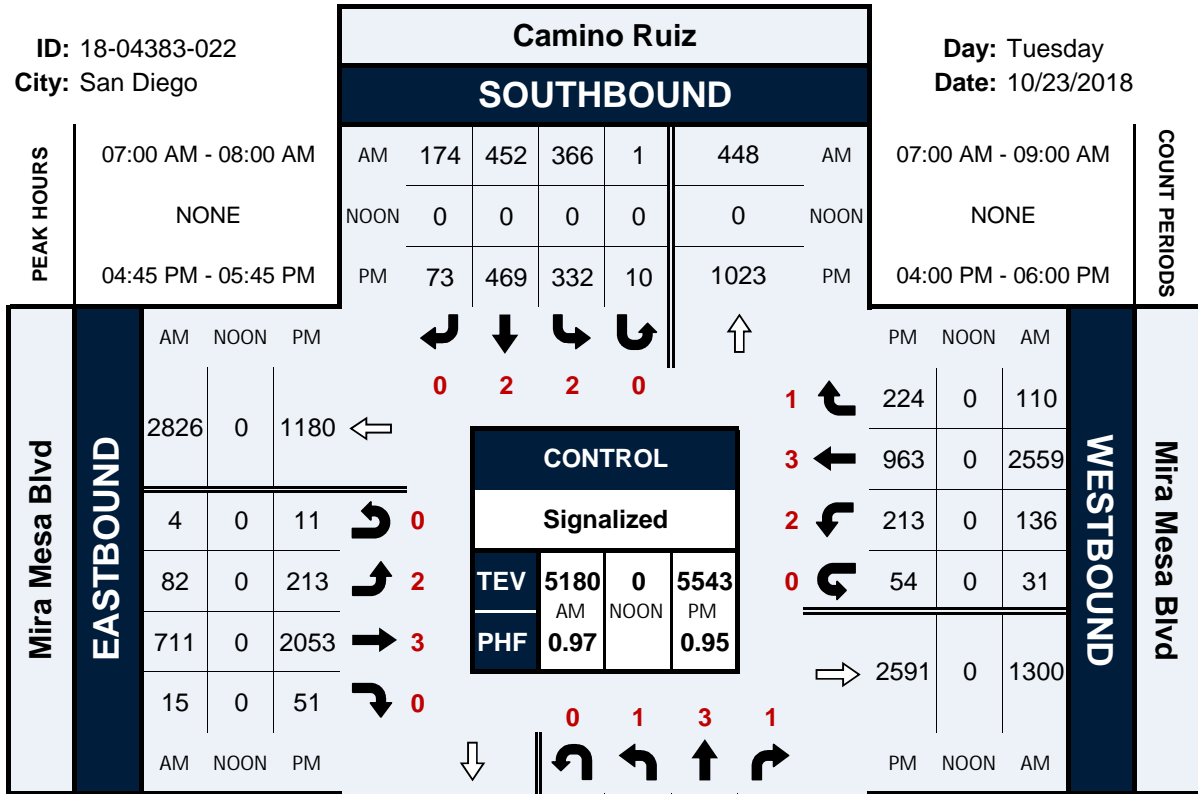 ID: 18-04383-022
City: San Diego
Camino Ruiz
SOUTHBOUND
Day: Tuesday
Date: 10/23/2018
PEAK HOURS
07:00 AM - 08:00 AM
NONE
04:45 PM - 05:45 PM
AM 174 452 366 1 448 AM
NOON 0 0 0 0 0 NOON
PM 73 469 332 10 1023 PM
07:00 AM - 09:00 AM
NONE
04:00 PM - 06:00 PM
COUNT PERIODS
Mira Mesa Blvd
EASTBOUND
AM NOON PM
2826 0 1180
4 0 11 0
82 0 213 2
711 0 2053 3
15 0 51 0
AM NOON PM
0 2 2 0
CONTROL
Signalized
TEV 5180 0 5543
AM NOON PM
PHF 0.97 0.95
0 1 3 1
PM NOON AM
1 224 0 110
3 963 0 2559
2 213 0 136
0 54 0 31
2591 0 1300
PM NOON AM
WESTBOUND
Mira Mesa Blvd